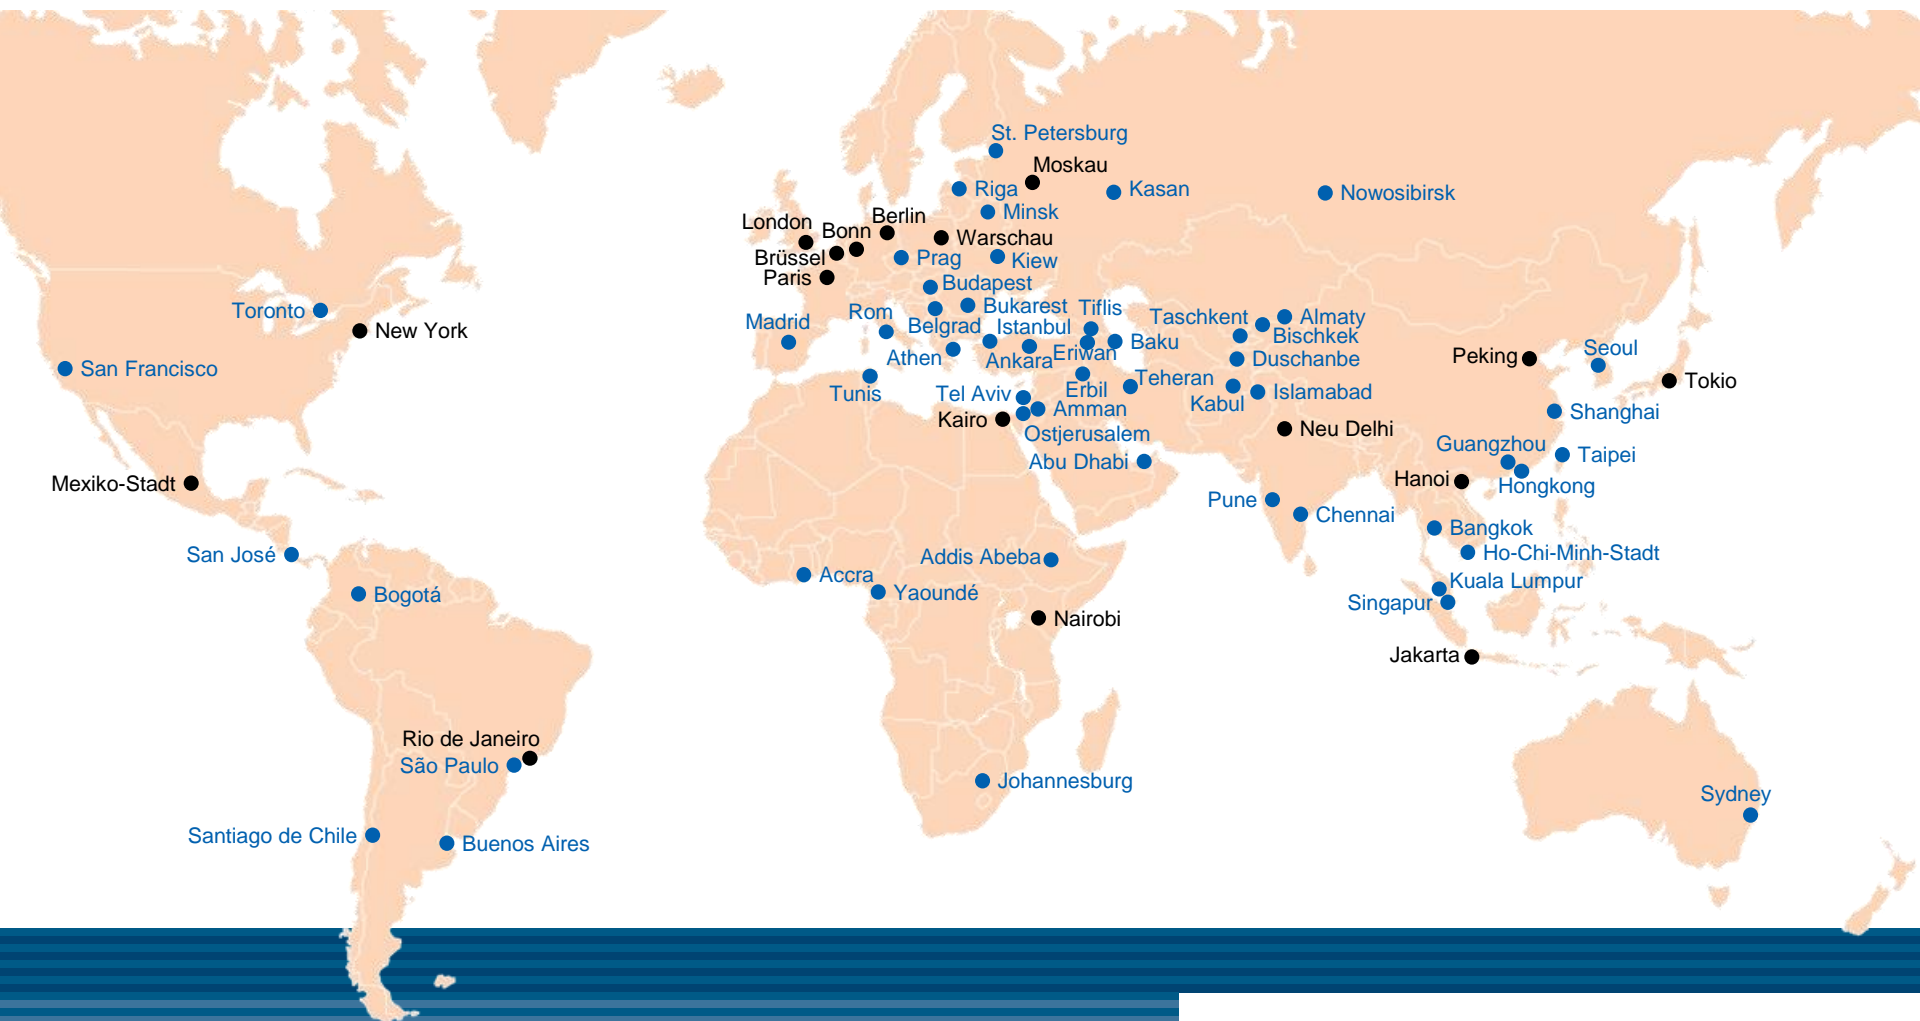 St. Petersburg
Moskau
Riga
Kasan
Nowosibirsk
Minsk
London
Bonn
Berlin
Warschau
Brüssel
Prag
Kiew
Paris
Budapest
Toronto
New York
Rom
Bukarest
Tiflis
Taschkent
Almaty
Madrid
Belgrad
Istanbul
Bischkek
Athen
Ankara
Eriwan
Baku
Duschanbe
Peking
Seoul
San Francisco
Tunis
Tel Aviv
Erbil
Teheran
Kabul
Islamabad
Tokio
Kairo
Amman
Shanghai
Ostjerusalem
Neu Delhi
Guangzhou
Taipei
Abu Dhabi
Mexiko-Stadt
Hanoi
Hongkong
Pune
Chennai
Bangkok
San José
Addis Abeba
Ho-Chi-Minh-Stadt
Bogotá
Accra
Yaoundé
Kuala Lumpur
Singapur
Nairobi
Jakarta
Rio de Janeiro
São Paulo
Johannesburg
Sydney
Santiago de Chile
Buenos Aires